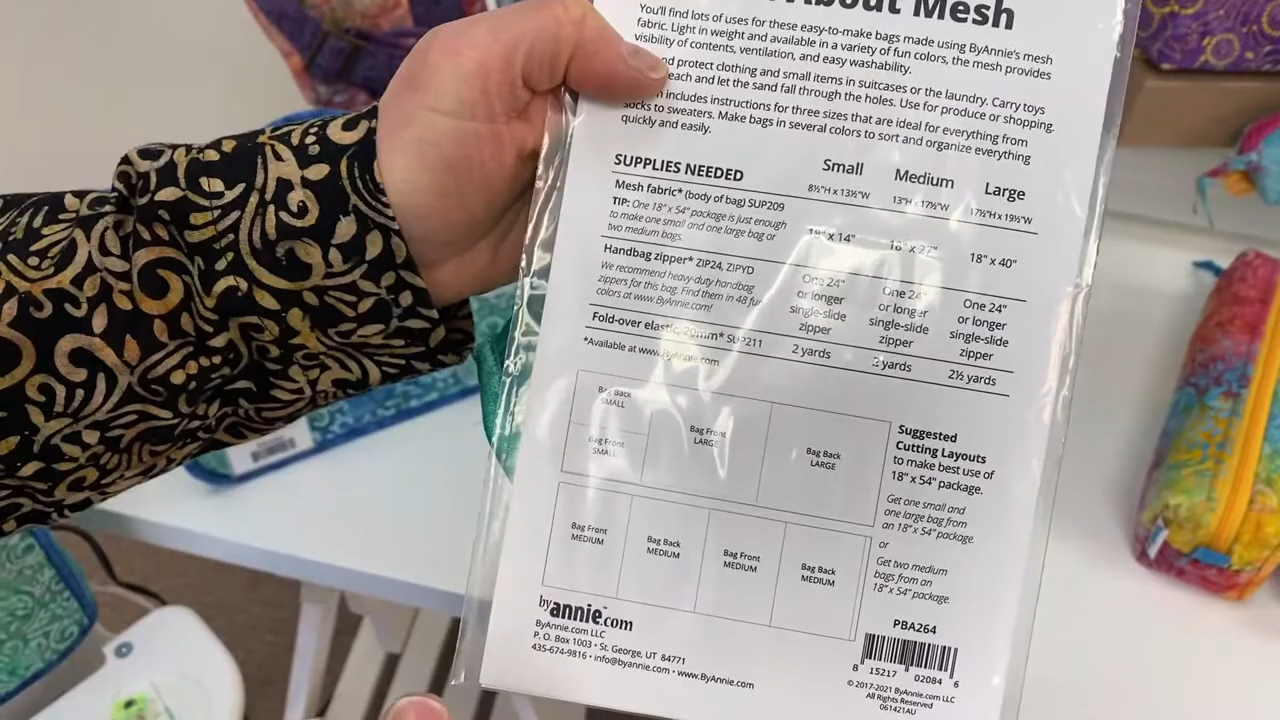 About Mesh
You'll find lots of uses for these easy-to-make bags made using ByAnnie's mesh
fabric. Light in weight and available in a variety of fun colors, the mesh provides
visibility of contents, ventilation, and easy washability.
protect clothing and small items in suitcases or the laundry. Carry toys
and let the sand fall through the holes. Use for produce or shopping.
includes instructions for three sizes that are ideal for everything from
socks to sweaters. Make bags in several colors to sort and organize everything
quickly and easily.
SUPPLIES NEEDED Small Medium Large
8½"H x 13½"W 13"H x 17½"W 17½"H x 19½"W
Mesh fabric* (body of bag) SUP209
TIP: One 18" x 54" package is just enough
to make one small and one large bag or
two medium bags.
18" x 14" 18" x 27" 18" x 40"
Handbag zipper* ZIP24, ZIPYD
We recommend heavy-duty handbag
zippers for this bag. Find them in 48 fun
colors at www.ByAnnie.com!
One 24"
or longer
single-slide
zipper
One 24"
or longer
single-slide
zipper
One 24"
or longer
single-slide
zipper
Fold-over elastic, 20mm* SUP211 2 yards 2 yards 2½ yards
*Available at www.ByAnnie.com
Bag Back
SMALL
Bag Front
SMALL
Bag Front
LARGE
Bag Back
LARGE
Suggested
Cutting Layouts
to make best use of
18" x 54" package.
Get one small and
one large bag from
an 18" x 54" package.
or
Get two medium
bags from an
18" x 54" package.
Bag Front
MEDIUM
Bag Back
MEDIUM
Bag Front
MEDIUM
Bag Back
MEDIUM
byannie.com
ByAnnie.com LLC
P. O. Box 1003 • St. George, UT 84771
435-674-9816 • info@byannie.com • www.ByAnnie.com
PBA264
8 15217 02084 6
© 2017-2021 ByAnnie.com LLC
All Rights Reserved
061421AU